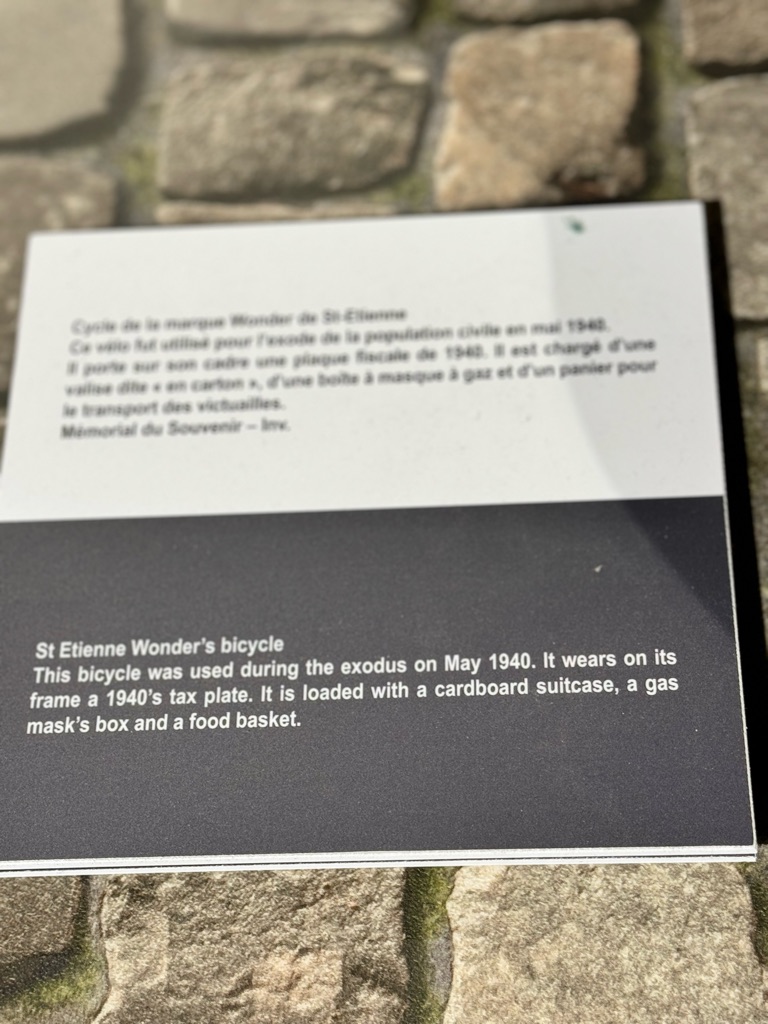 Cycle de la marque Wonder de St-Etienne
Ce vélo fut utilisé pour l'exode de la population civile en mai 1940.
Il porte sur son cadre une plaque fiscale de 1940. Il est chargé d'une
valise dite « en carton », d'une boîte à masque à gaz et d'un panier pour
le transport des victuailles.
Mémorial du Souvenir – Inv.
St Etienne Wonder's bicycle
This bicycle was used during the exodus on May 1940. It wears on its
frame a 1940's tax plate. It is loaded with a cardboard suitcase, a gas
mask's box and a food basket.